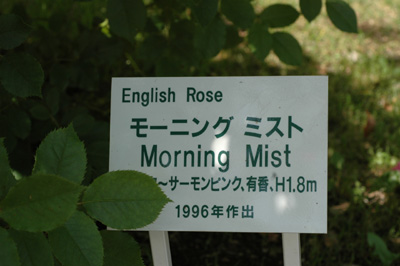 English Rose
モーニング ミスト
Morning Mist
～サーモンピンク、有香、H1.8m
1996年作出